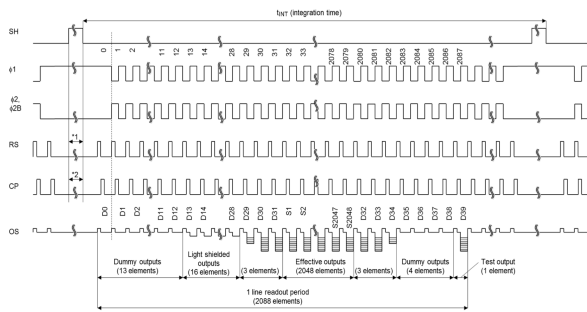 tINT (integration time)
SH
0 1 2 11 12 13 14 28 29 30 31 32 33 2078 2079 2080 2081 2082 2083 2084 2085 2086 2087
ϕ1
ϕ2,
ϕ2B
*1
RS
*2
CP
D0 D1 D2 D11 D12 D13 D14 D28 D29 D30 D31 S1 S2 S2047 S2048 D32 D33 D34 D35 D36 D37 D38 D39
OS
Dummy outputs
(13 elements)
Light shielded
outputs
(16 elements)
(3 elements)
Effective outputs
(2048 elements)
(3 elements)
Dummy outputs
(4 elements)
Test output
(1 element)
1 line readout period
(2088 elements)